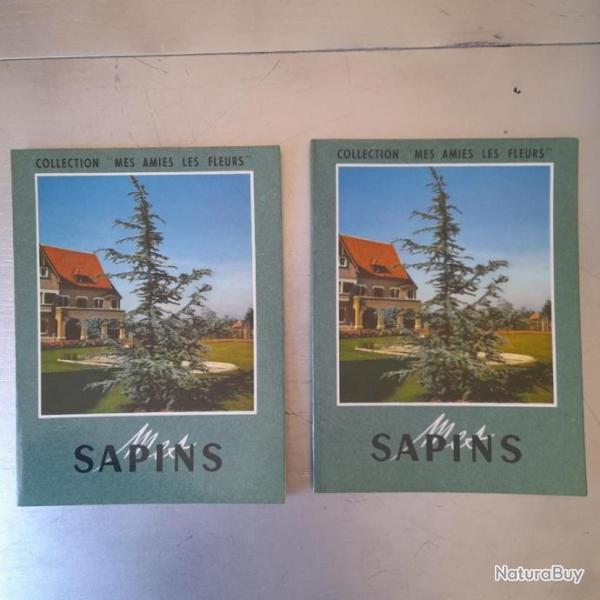 COLLECTION "MES AMIES LES FLEURS"
Mes
SAPINS
COLLECTION "MES AMIES LES FLEURS"
Mes
SAPINS
NaturaBuy